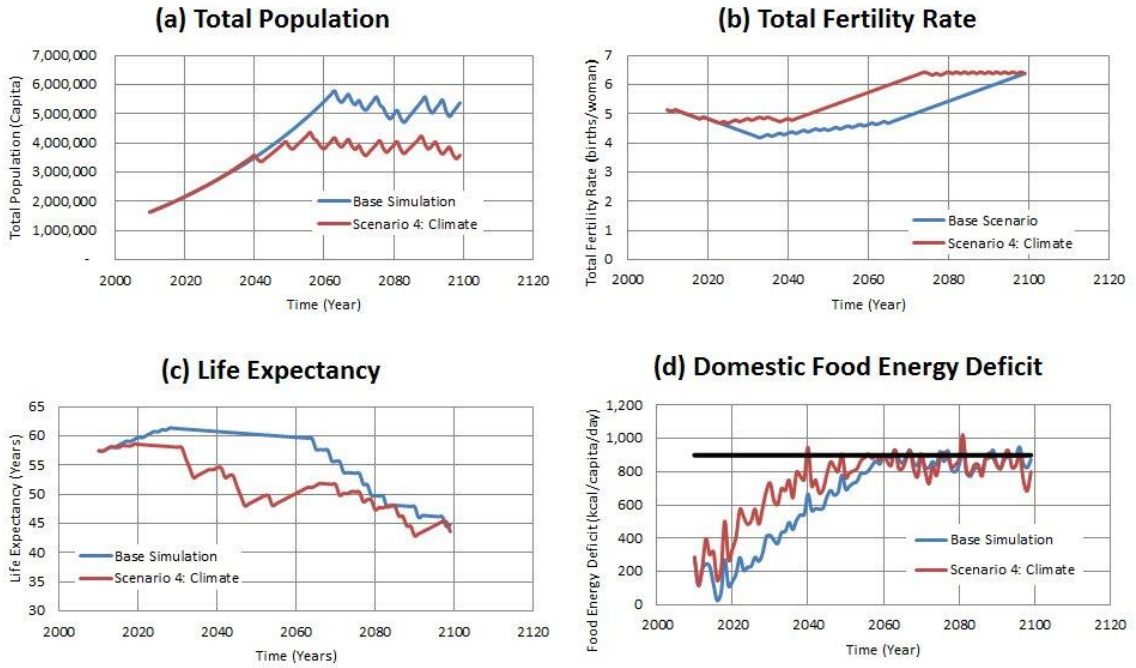 (a) Total Population
Total Population (Capita)
7,000,000
6,000,000
5,000,000
4,000,000
3,000,000
2,000,000
1,000,000
-
Base Simulation
Scenario 4: Climate
2000 2020 2040 2060 2080 2100 2120
Time (Year)
(b) Total Fertility Rate
Total Fertility Rate (births/woman)
7
6
5
4
3
2
1
0
Base Scenario
Scenario 4: Climate
2000 2020 2040 2060 2080 2100 2120
Time (Year)
(c) Life Expectancy
Life Expectancy (Years)
65
60
55
50
45
40
35
30
Base Simulation
Scenario 4: Climate
2000 2020 2040 2060 2080 2100 2120
Time (Years)
(d) Domestic Food Energy Deficit
Food Energy Deficit (kcal/capita/day)
1,200
1,000
800
600
400
200
0
Base Simulation
Scenario 4: Climate
2000 2020 2040 2060 2080 2100 2120
Time (Year)